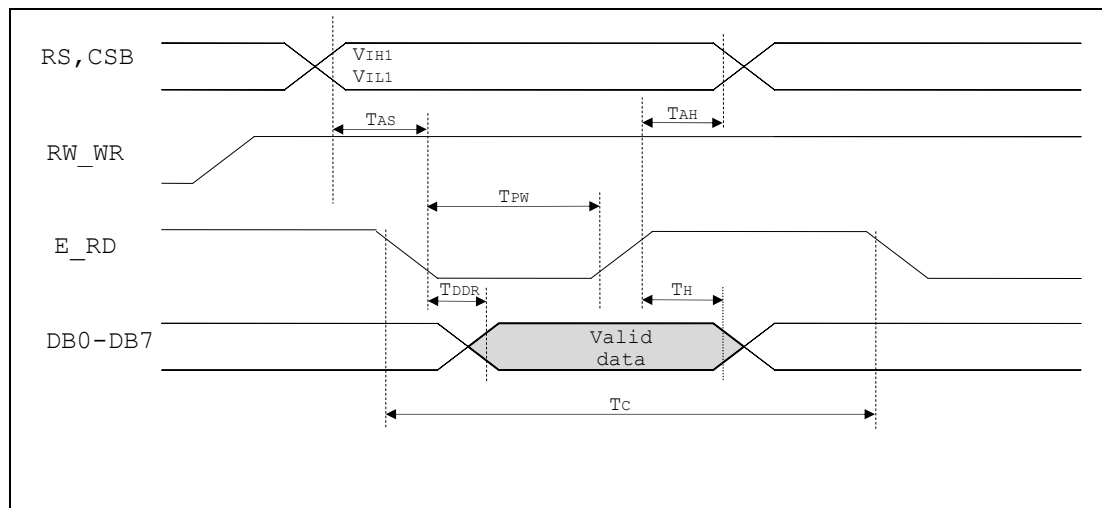 RS,CSB
VIH1
VIL1
TAS
TAH
RW_WR
TPW
E_RD
TDDR
TH
DB0-DB7
Valid
data
TC